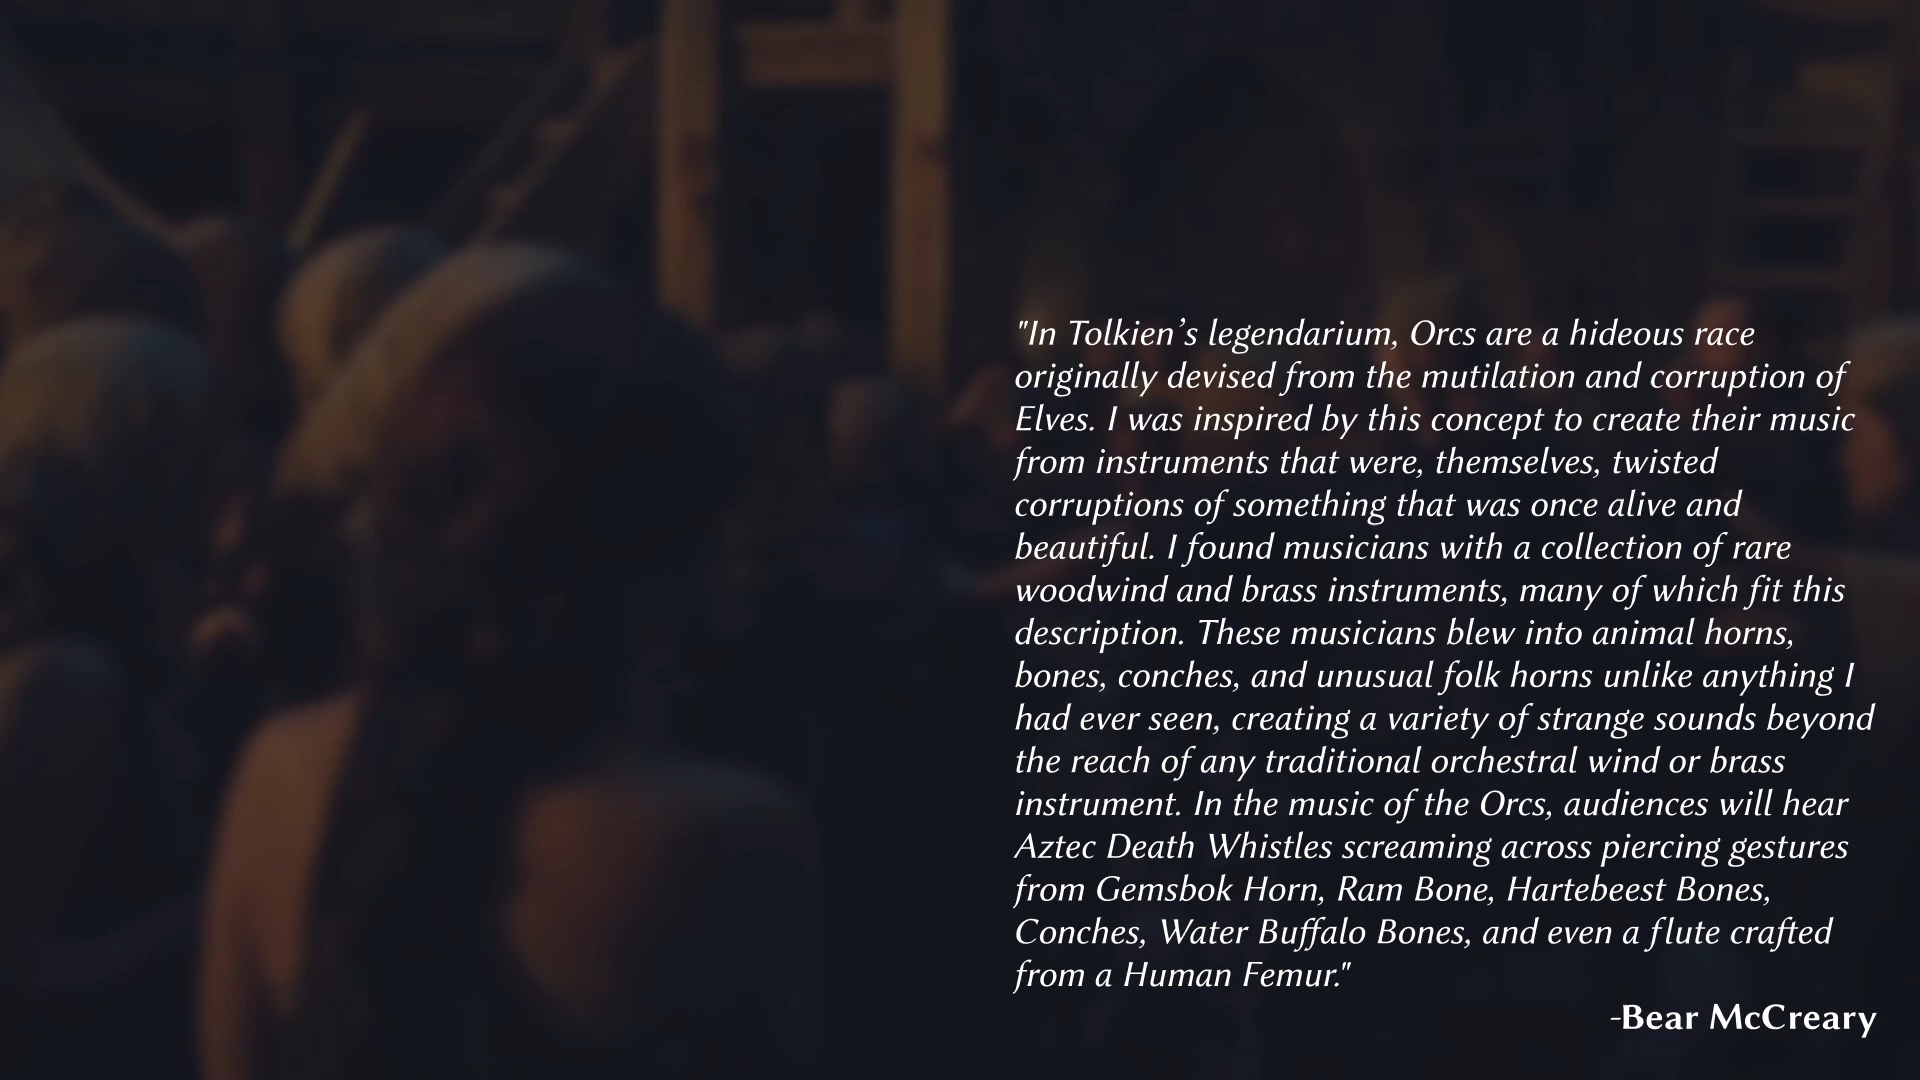 "In Tolkien’s legendarium, Orcs are a hideous race
originally devised from the mutilation and corruption of
Elves. I was inspired by this concept to create their music
from instruments that were, themselves, twisted
corruptions of something that was once alive and
beautiful. I found musicians with a collection of rare
woodwind and brass instruments, many of which fit this
description. These musicians blew into animal horns,
bones, conches, and unusual folk horns unlike anything I
had ever seen, creating a variety of strange sounds beyond
the reach of any traditional orchestral wind or brass
instrument. In the music of the Orcs, audiences will hear
Aztec Death Whistles screaming across piercing gestures
from Gemsbok Horn, Ram Bone, Hartebeest Bones,
Conches, Water Buffalo Bones, and even a flute crafted
from a Human Femur."
-Bear McCreary